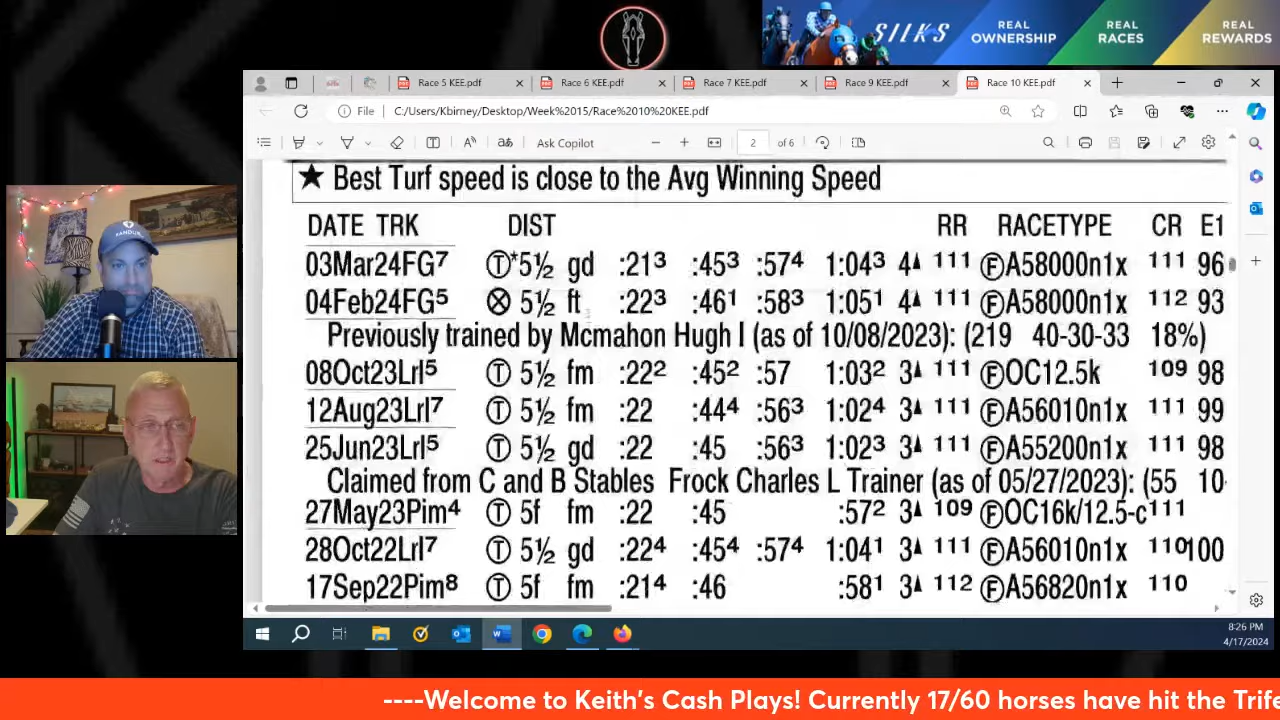 SILKS
REAL OWNERSHIP
REAL RACES
REAL REWARDS
Race 5 KEE.pdf
Race 6 KEE.pdf
Race 7 KEE.pdf
Race 9 KEE.pdf
Race 10 KEE.pdf
File C:/Users/Kbirney/Desktop/Week%2015/Race%2010%20KEE.pdf
Ask Copilot
2 of 6
★ Best Turf speed is close to the Avg Winning Speed
DATE TRK DIST RR RACETYPE CR E1
03Mar24FG⁷ Ⓣ*5½ gd :21³ :45³ :57⁴ 1:04³ 4▲ 111 ⒻA58000n1x 111 96
04Feb24FG⁵ ⊗ 5½ ft :22³ :46¹ :58³ 1:05¹ 4▲ 111 ⒻA58000n1x 112 93
Previously trained by Mcmahon Hugh I (as of 10/08/2023): (219 40-30-33 18%)
08Oct23Lrl⁵ Ⓣ 5½ fm :22² :45² :57 1:03² 3▲ 111 ⒻOC12.5k 109 98
12Aug23Lrl⁷ Ⓣ 5½ fm :22 :44⁴ :56³ 1:02⁴ 3▲ 111 ⒻA56010n1x 111 99
25Jun23Lrl⁵ Ⓣ 5½ gd :22 :45 :56³ 1:02³ 3▲ 111 ⒻA55200n1x 111 98
Claimed from C and B Stables Frock Charles L Trainer (as of 05/27/2023): (55 10
27May23Pim⁴ Ⓣ 5f fm :22 :45 :57² 3▲ 109 ⒻOC16k/12.5-c 111
28Oct22Lrl⁷ Ⓣ 5½ gd :22⁴ :45⁴ :57⁴ 1:04¹ 3▲ 111 ⒻA56010n1x 110 100
17Sep22Pim⁸ Ⓣ 5f fm :21⁴ :46 :58¹ 3▲ 112 ⒻA56820n1x 110
8:26 PM
4/17/2024
----Welcome to Keith's Cash Plays! Currently 17/60 horses have hit the Trife